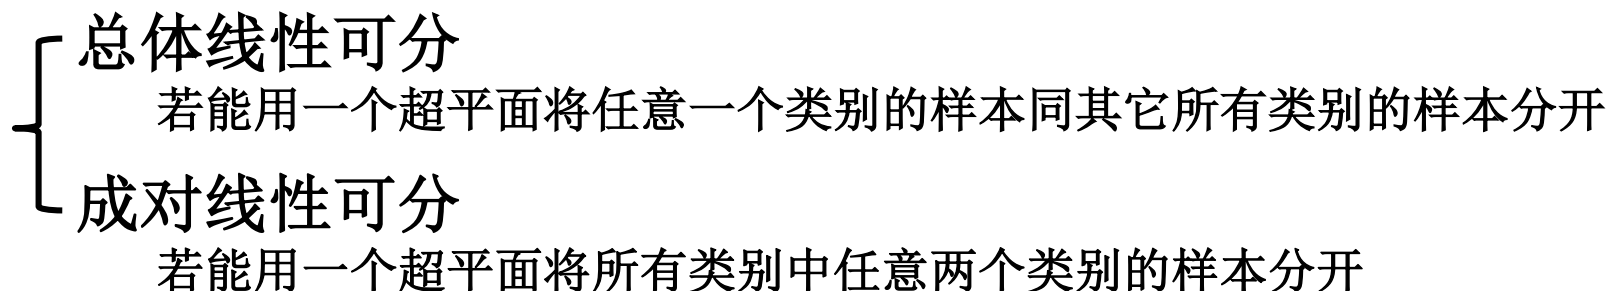 总体线性可分
若能用一个超平面将任意一个类别的样本同其它所有类别的样本分开
成对线性可分
若能用一个超平面将所有类别中任意两个类别的样本分开